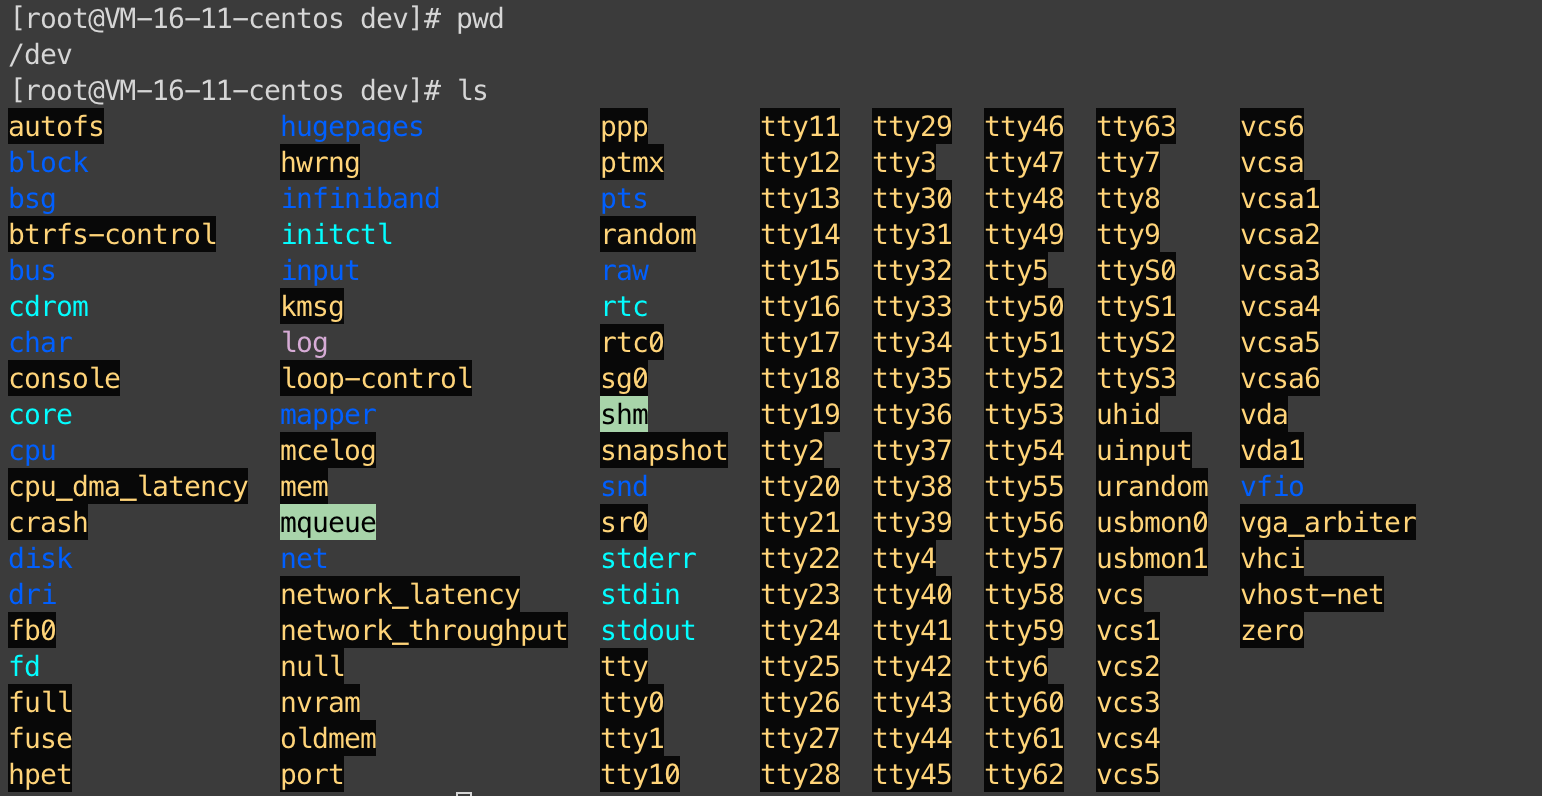 [root@VM-16-11-centos dev]# pwd
/dev
[root@VM-16-11-centos dev]# ls
autofs hugepages ppp tty11 tty29 tty46 tty63 vcs6
block hwrng ptmx tty12 tty3 tty47 tty7 vcsa
bsg infiniband pts tty13 tty30 tty48 tty8 vcsa1
btrfs-control initctl random tty14 tty31 tty49 tty9 vcsa2
bus input raw tty15 tty32 tty5 ttyS0 vcsa3
cdrom kmsg rtc tty16 tty33 tty50 ttyS1 vcsa4
char log rtc0 tty17 tty34 tty51 ttyS2 vcsa5
console loop-control sg0 tty18 tty35 tty52 ttyS3 vcsa6
core mapper shm tty19 tty36 tty53 uhid vda
cpu mcelog snapshot tty2 tty37 tty54 uinput vda1
cpu_dma_latency mem snd tty20 tty38 tty55 urandom vfio
crash mqueue sr0 tty21 tty39 tty56 usbmon0 vga_arbiter
disk net stderr tty22 tty4 tty57 usbmon1 vhci
dri network_latency stdin tty23 tty40 tty58 vcs vhost-net
fb0 network_throughput stdout tty24 tty41 tty59 vcs1 zero
fd null tty tty25 tty42 tty6 vcs2
full nvram tty0 tty26 tty43 tty60 vcs3
fuse oldmem tty1 tty27 tty44 tty61 vcs4
hpet port tty10 tty28 tty45 tty62 vcs5